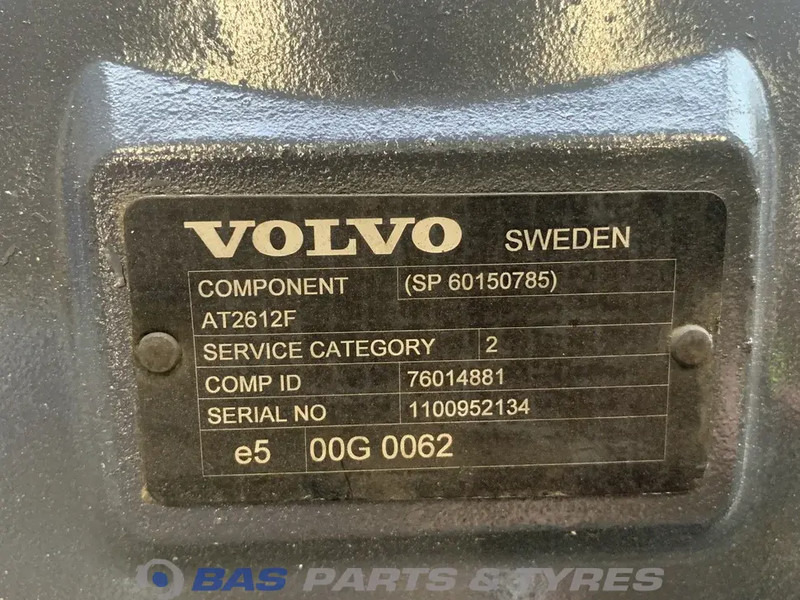 VOLVO SWEDEN
COMPONENT (SP 60150785)
AT2612F
SERVICE CATEGORY 2
COMP ID 76014881
SERIAL NO 1100952134
e5 00G 0062
BAS PARTS & TYRES